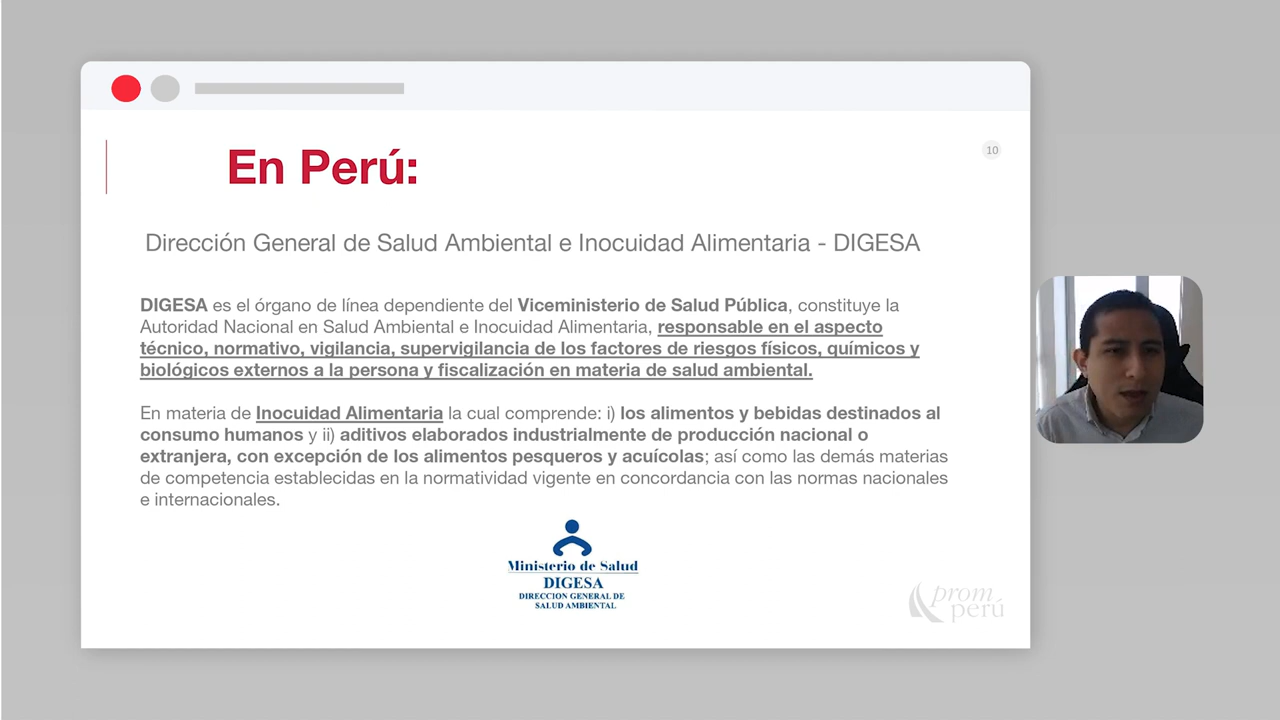 En Perú:
10
Dirección General de Salud Ambiental e Inocuidad Alimentaria - DIGESA
DIGESA es el órgano de línea dependiente del Viceministerio de Salud Pública, constituye la
Autoridad Nacional en Salud Ambiental e Inocuidad Alimentaria, responsable en el aspecto
técnico, normativo, vigilancia, supervigilancia de los factores de riesgos físicos, químicos y
biológicos externos a la persona y fiscalización en materia de salud ambiental.
En materia de Inocuidad Alimentaria la cual comprende: i) los alimentos y bebidas destinados al
consumo humanos y ii) aditivos elaborados industrialmente de producción nacional o
extranjera, con excepción de los alimentos pesqueros y acuícolas; así como las demás materias
de competencia establecidas en la normatividad vigente en concordancia con las normas nacionales
e internacionales.
Ministerio de Salud
DIGESA
DIRECCION GENERAL DE
SALUD AMBIENTAL
prom
perú